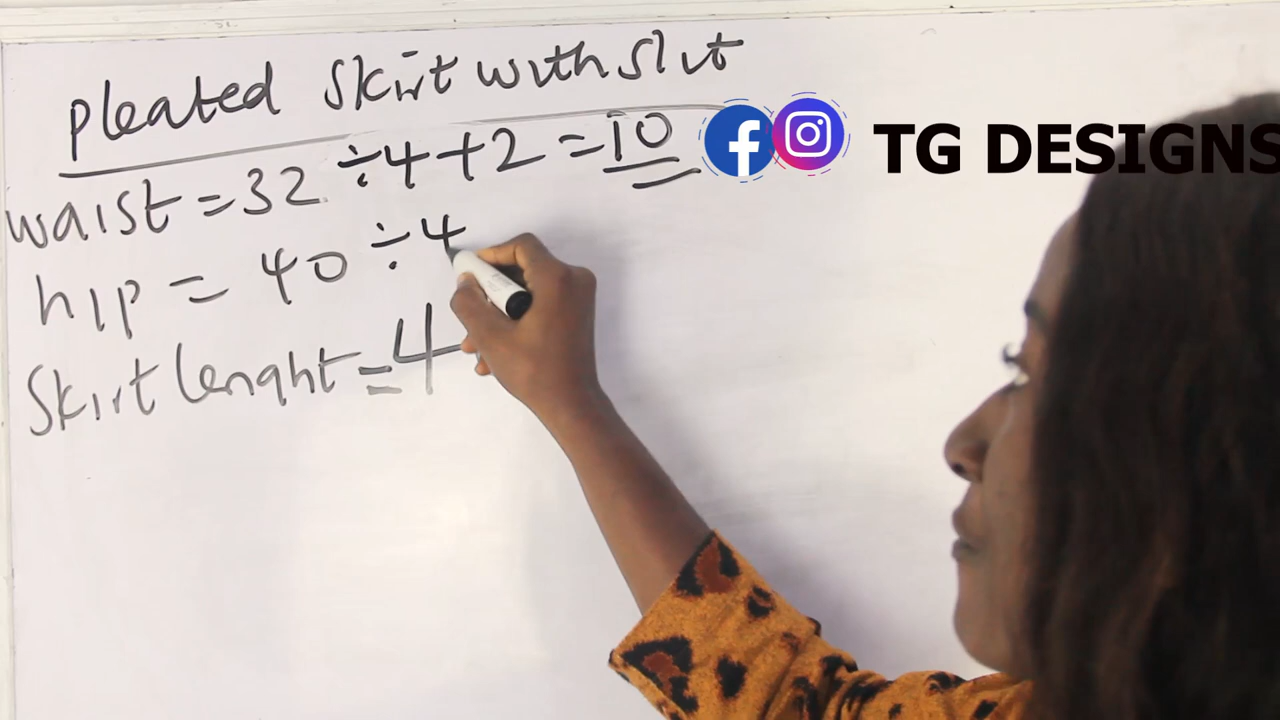 pleated skirt with slit
waist = 32 ÷ 4 + 2 = 10
TG DESIGNS
hip = 40 ÷ 4
skirt lenght = 4